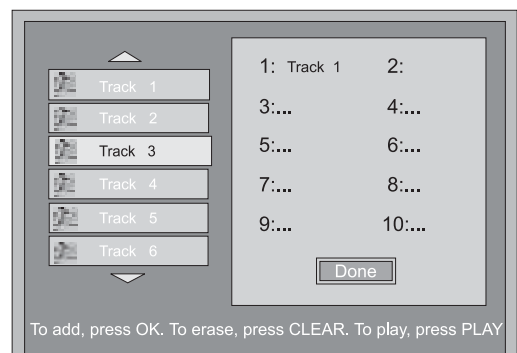 Track 1
Track 2
Track 3
Track 4
Track 5
Track 6
1: Track 1 2:
3:... 4:...
5:... 6:...
7:... 8:...
9:... 10:...
Done
To add, press OK. To erase, press CLEAR. To play, press PLAY